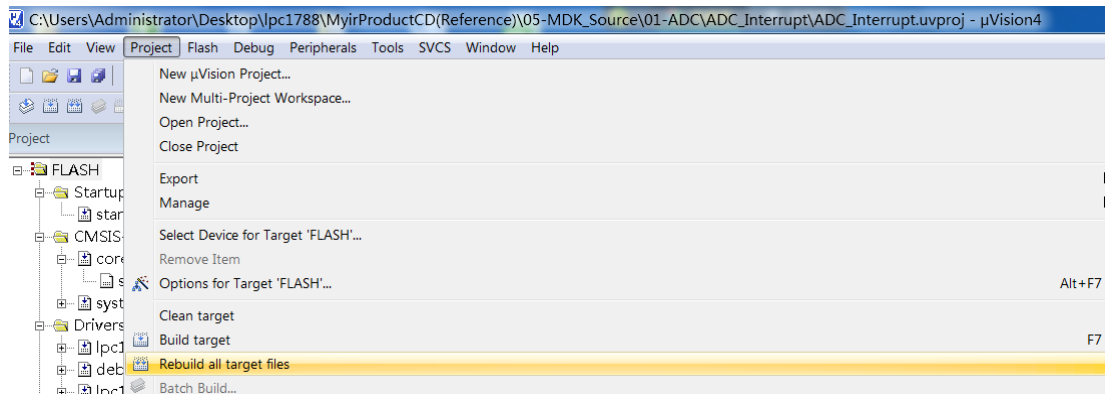 C:\Users\Administrator\Desktop\lpc1788\MyirProductCD(Reference)\05-MDK_Source\01-ADC\ADC_Interrupt\ADC_Interrupt.uvproj - µVision4
File Edit View Project Flash Debug Peripherals Tools SVCS Window Help
New µVision Project...
New Multi-Project Workspace...
Open Project...
Close Project
Export
Manage
Select Device for Target 'FLASH'...
Remove Item
Options for Target 'FLASH'... Alt+F7
Clean target
Build target F7
Rebuild all target files
Batch Build...
Project
FLASH
Startup
star
CMSIS
core
s
syst
Drivers
lpc1
deb
lpc1